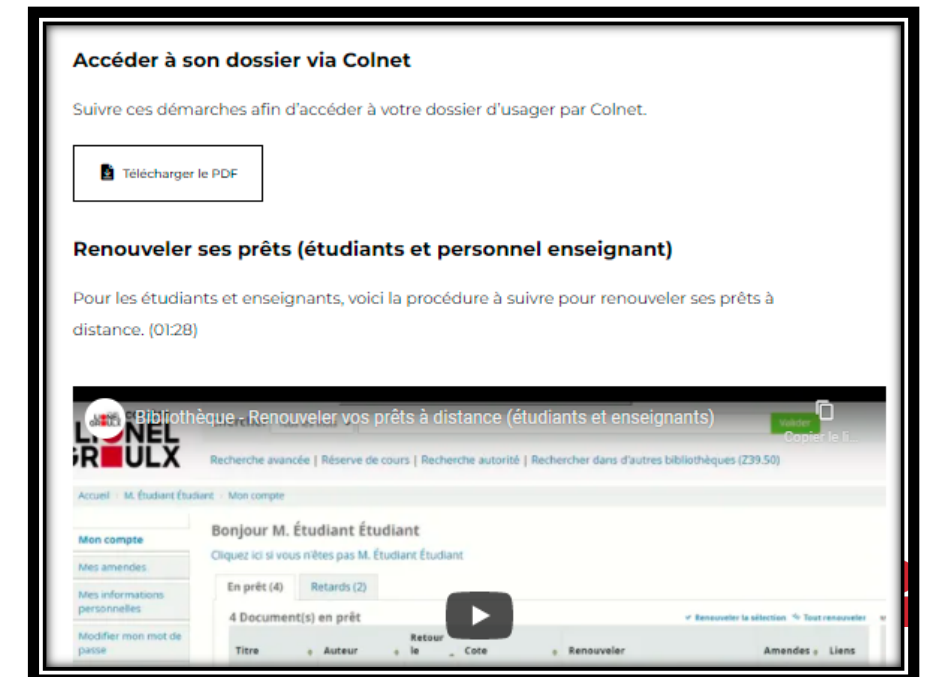 Accéder à son dossier via Colnet
Suivre ces démarches afin d'accéder à votre dossier d'usager par Colnet.
Télécharger le PDF
Renouveler ses prêts (étudiants et personnel enseignant)
Pour les étudiants et enseignants, voici la procédure à suivre pour renouveler ses prêts à
distance. (01:28)
Bibliothèque - Renouveler vos prêts à distance (étudiants et enseignants)
Valider
Copier le li...
LIONEL
GROULX
Recherche avancée | Réserve de cours | Recherche autorité | Rechercher dans d'autres bibliothèques (Z39.50)
Accueil M. Étudiant Étudiant Mon compte
Bonjour M. Étudiant Étudiant
Mon compte
Cliquez ici si vous n'êtes pas M. Étudiant Étudiant
Mes amendes
En prêt (4) Retards (2)
Mes informations
personnelles
4 Document(s) en prêt
Renouveler la sélection Tout renouveler
Modifier mon mot de
passe
Titre Auteur Retour le Cote Renouveler Amendes Liens